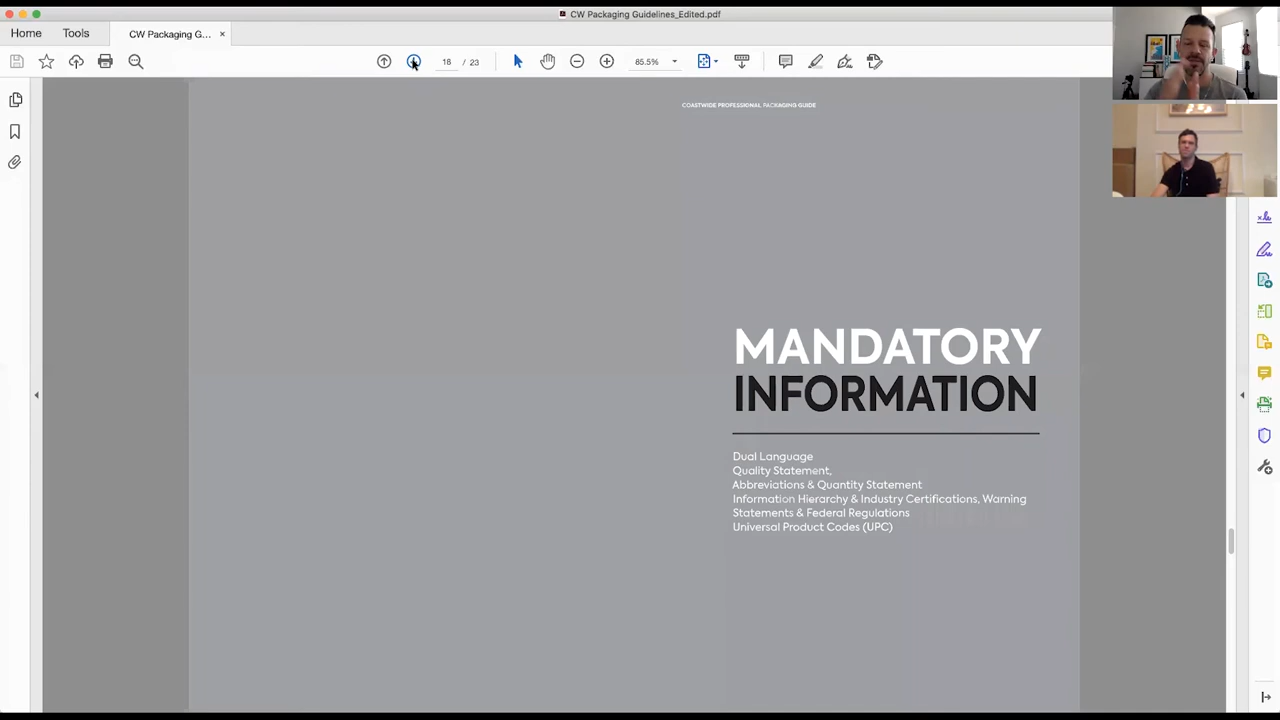 CW Packaging Guidelines_Edited.pdf
Home
Tools
CW Packaging G... ×
/ 23
85.5%
COASTWIDE PROFESSIONAL PACKAGING GUIDE
MANDATORY
INFORMATION
Dual Language
Quality Statement,
Abbreviations & Quantity Statement
Information Hierarchy & Industry Certifications, Warning
Statements & Federal Regulations
Universal Product Codes (UPC)